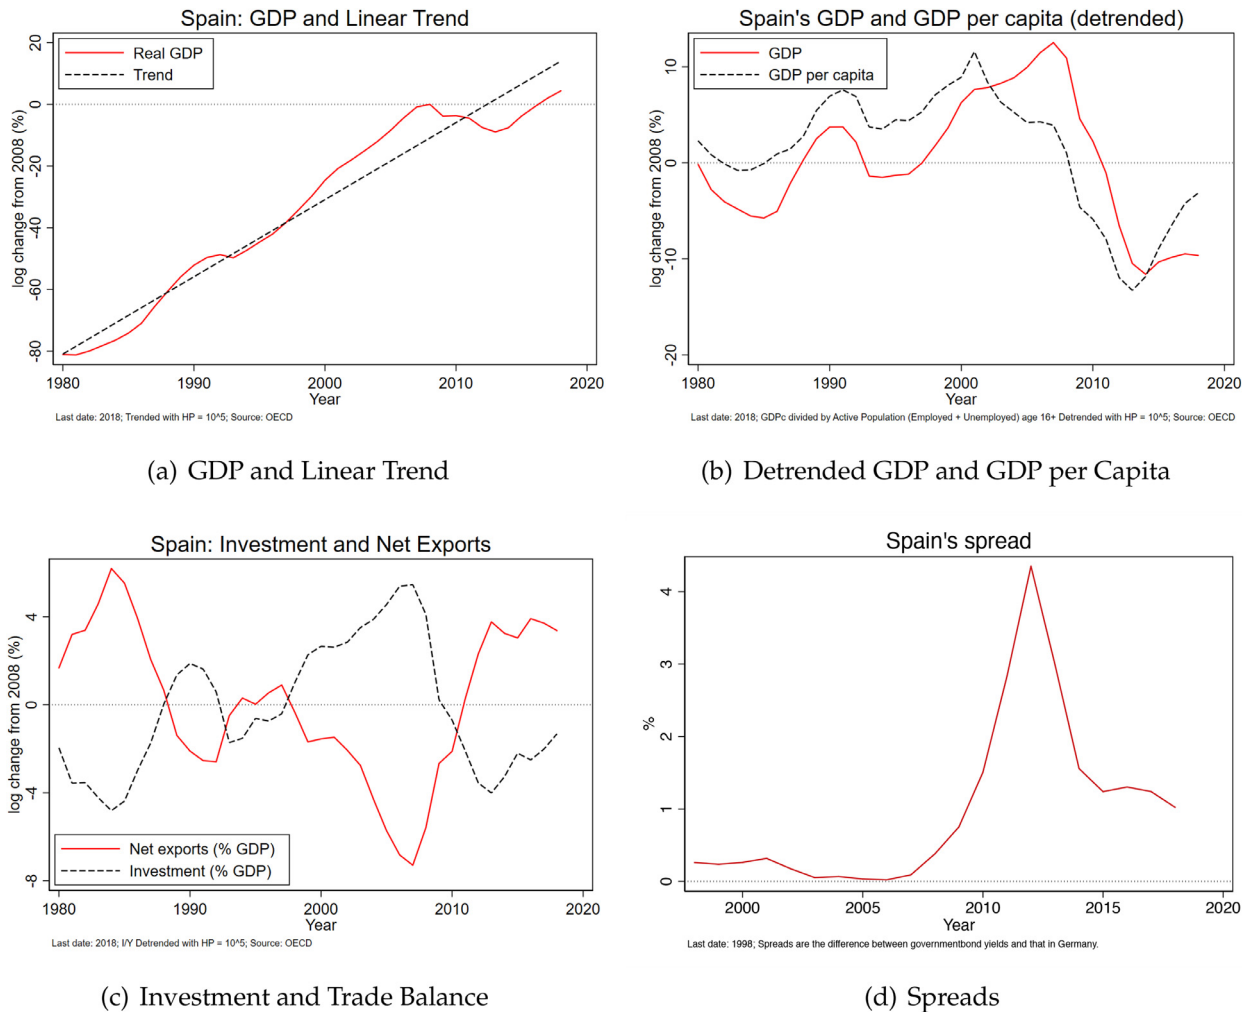 Spain: GDP and Linear Trend
20
0
-20
-40
-60
-80
log change from 2008 (%)
Real GDP
Trend
1980
1990
2000
2010
2020
Year
Last date: 2018; Trended with HP = 10^5; Source: OECD
(a) GDP and Linear Trend
Spain's GDP and GDP per capita (detrended)
10
0
-10
-20
log change from 2008 (%)
GDP
GDP per capita
1980
1990
2000
2010
2020
Year
Last date: 2018; GDPc divided by Active Population (Employed + Unemployed) age 16+ Detrended with HP = 10^5; Source: OECD
(b) Detrended GDP and GDP per Capita
Spain: Investment and Net Exports
4
0
-4
-8
log change from 2008 (%)
Net exports (% GDP)
Investment (% GDP)
1980
1990
2000
2010
2020
Year
Last date: 2018; I/Y Detrended with HP = 10^5; Source: OECD
(c) Investment and Trade Balance
Spain's spread
4
3
2
1
0
%
2000
2005
2010
2015
2020
Year
Last date: 1998; Spreads are the difference between governmentbond yields and that in Germany.
(d) Spreads